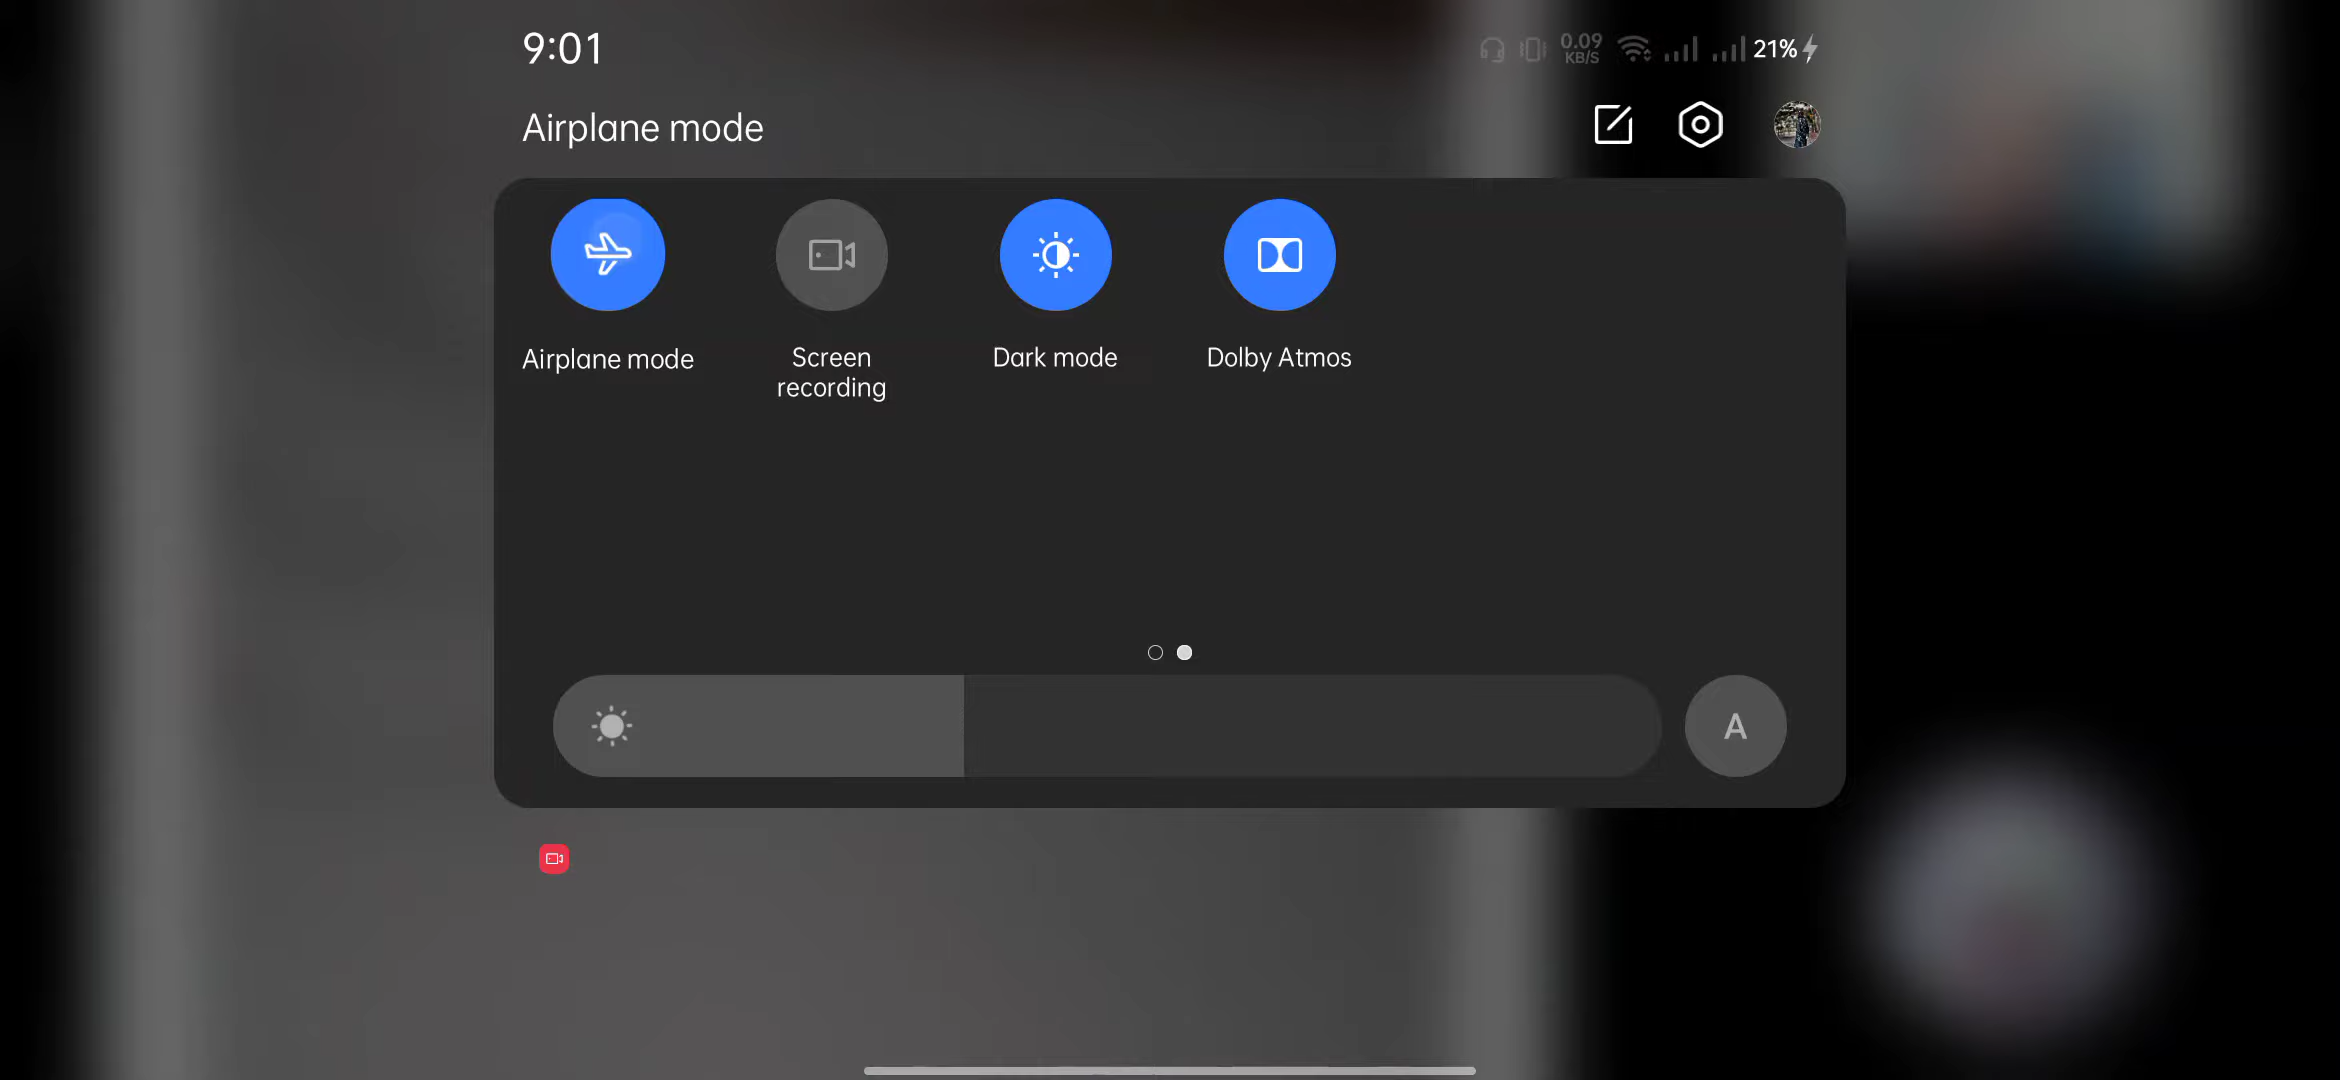 9:01
0.09
KB/S
21%
Airplane mode
Airplane mode
Screen
recording
Dark mode
Dolby Atmos
A